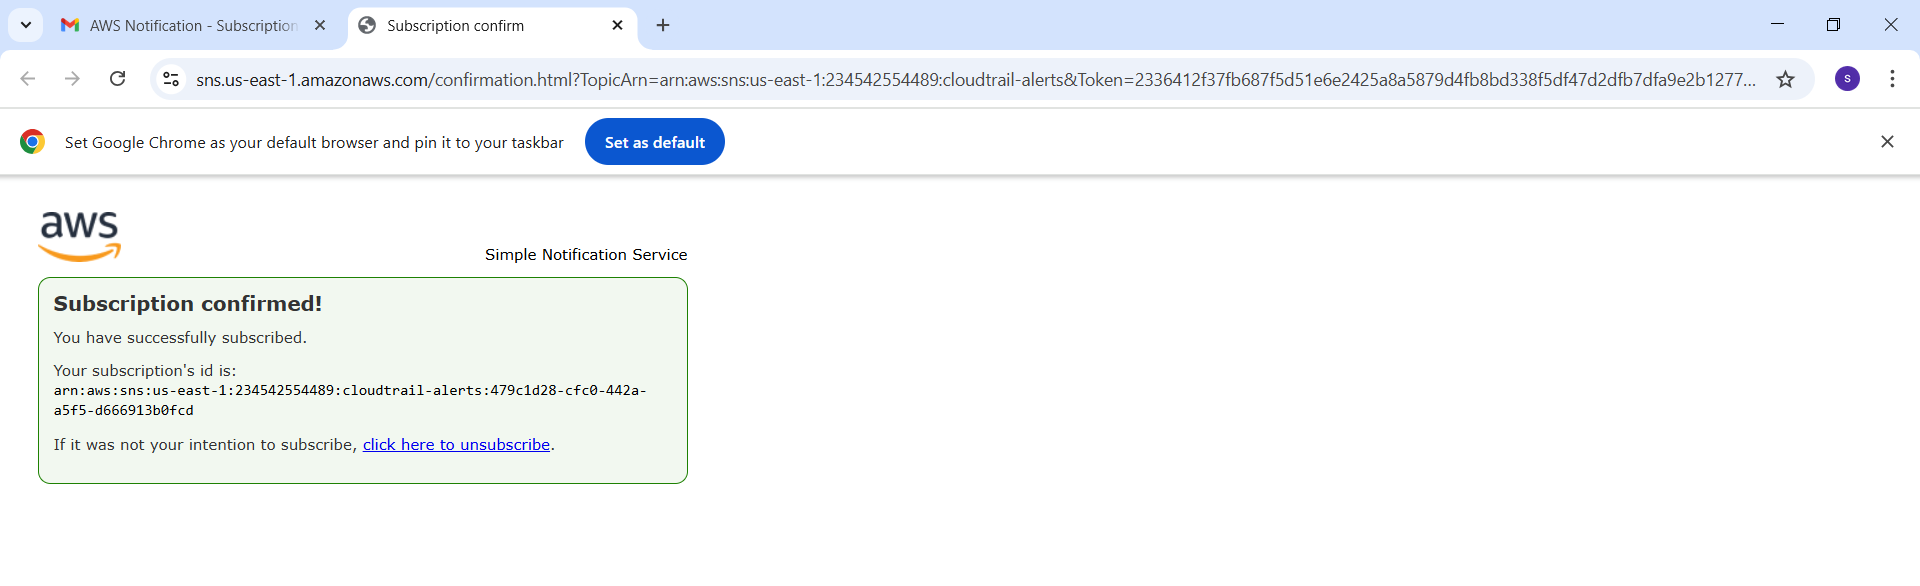 AWS Notification - Subscription
Subscription confirm
sns.us-east-1.amazonaws.com/confirmation.html?TopicArn=arn:aws:sns:us-east-1:234542554489:cloudtrail-alerts&Token=2336412f37fb687f5d51e6e2425a8a5879d4fb8bd338f5df47d2dfb7dfa9e2b1277...
S
Set Google Chrome as your default browser and pin it to your taskbar
Set as default
aws
Simple Notification Service
Subscription confirmed!
You have successfully subscribed.
Your subscription's id is:
arn:aws:sns:us-east-1:234542554489:cloudtrail-alerts:479c1d28-cfc0-442a-
a5f5-d666913b0fcd
If it was not your intention to subscribe, click here to unsubscribe.